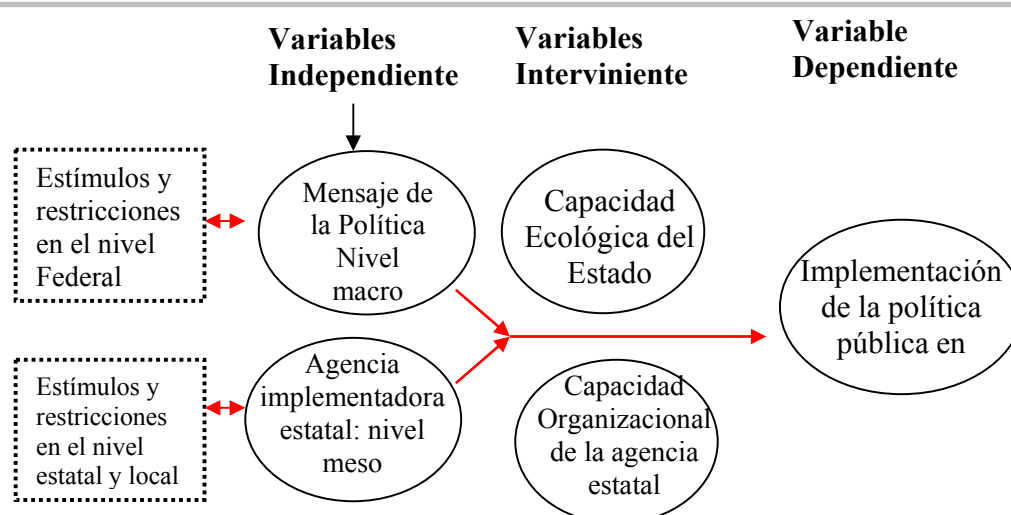 Variables
Independiente
Variables
Interviniente
Variable
Dependiente
Estímulos y
restricciones
en el nivel
Federal
Mensaje de
la Política
Nivel
macro
Capacidad
Ecológica del
Estado
Implementación
de la política
pública en
Estímulos y
restricciones
en el nivel
estatal y local
Agencia
implementadora
estatal: nivel
meso
Capacidad
Organizacional
de la agencia
estatal